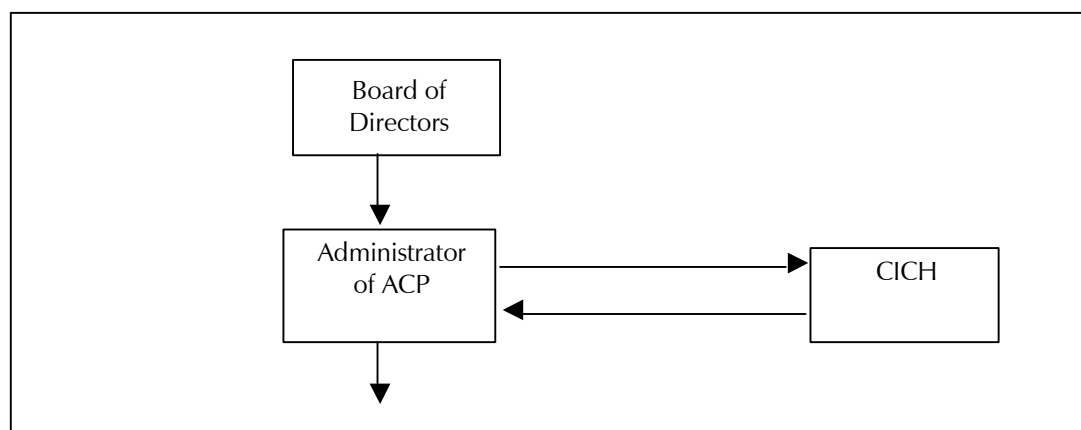 Board of
Directors
Administrator
of ACP
CICH